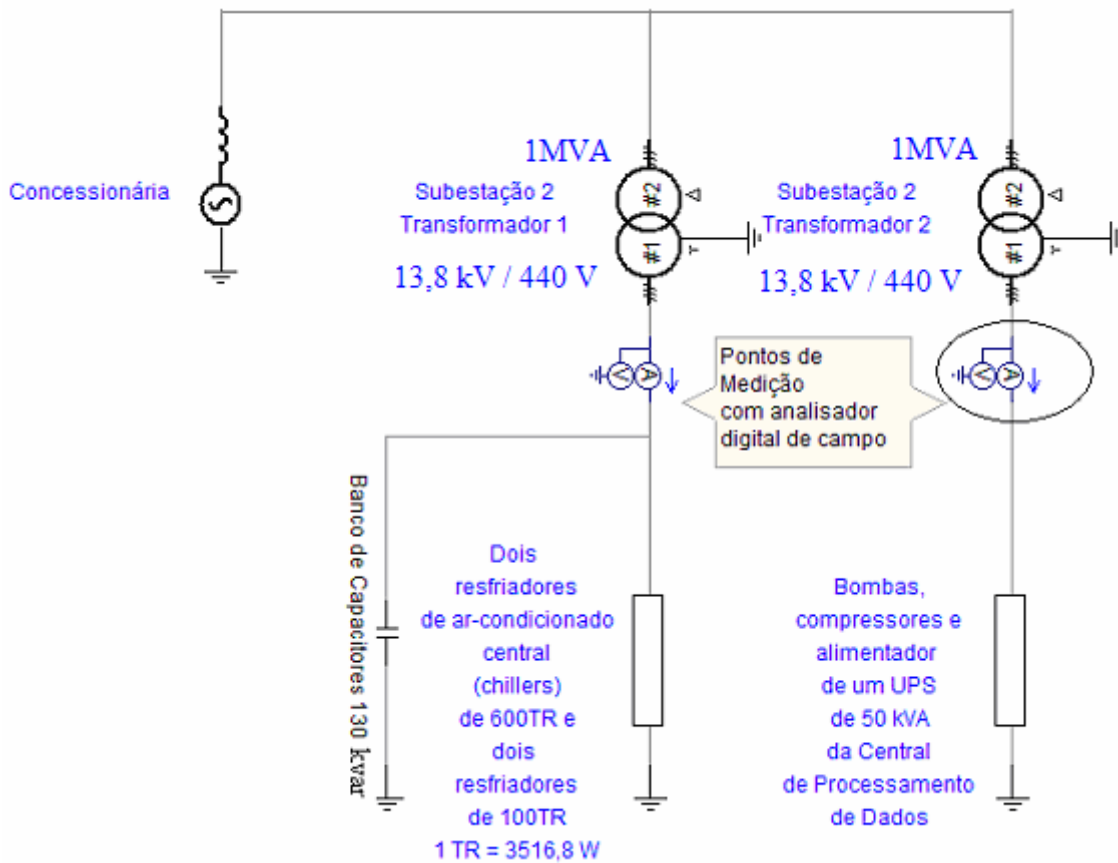 1MVA
1MVA
Concessionária
Subestação 2
Transformador 1
Subestação 2
Transformador 2
#2
#1
#2
#1
13,8 kV / 440 V
13,8 kV / 440 V
V
A
V
A
Pontos de
Medição
com analisador
digital de campo
Banco de Capacitores 130 kvar
Dois
resfriadores
de ar-condicionado
central
(chillers)
de 600TR e
dois
resfriadores
de 100TR
1 TR = 3516,8 W
Bombas,
compressores e
alimentador
de um UPS
de 50 kVA
da Central
de Processamento
de Dados